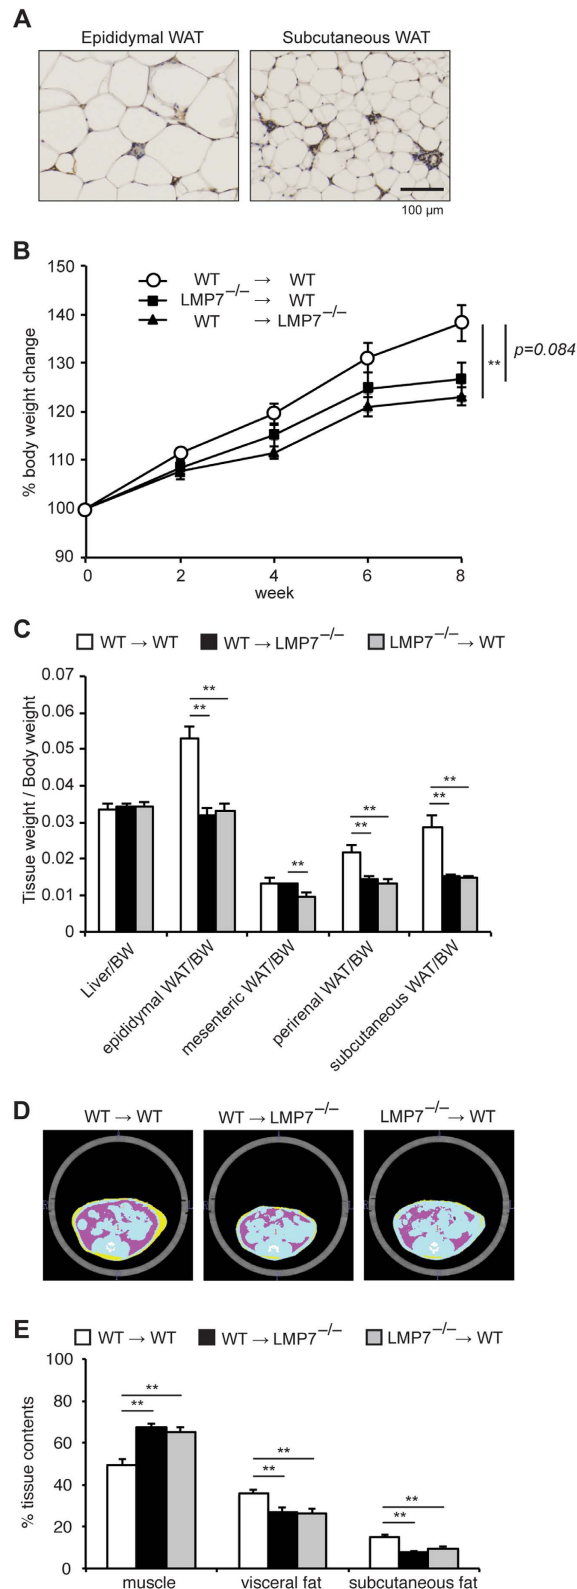 A
Epididymal WAT Subcutaneous WAT
100 μm
B
150
140
130
120
110
100
90
% body weight change
WT → WT
LMP7−/− → WT
WT → LMP7−/−
**
p=0.084
0 2 4 6 8
week
C
WT → WT WT → LMP7−/− LMP7−/− → WT
0.07
0.06
0.05
0.04
0.03
0.02
0.01
0
Tissue weight / Body weight
**
**
**
**
**
**
**
Liver/BW
epididymal WAT/BW
mesenteric WAT/BW
perirenal WAT/BW
subcutaneous WAT/BW
D
WT → WT WT → LMP7−/− LMP7−/− → WT
E
WT → WT WT → LMP7−/− LMP7−/− → WT
100
80
60
40
20
0
% tissue contents
**
**
**
**
**
**
muscle visceral fat subcutaneous fat